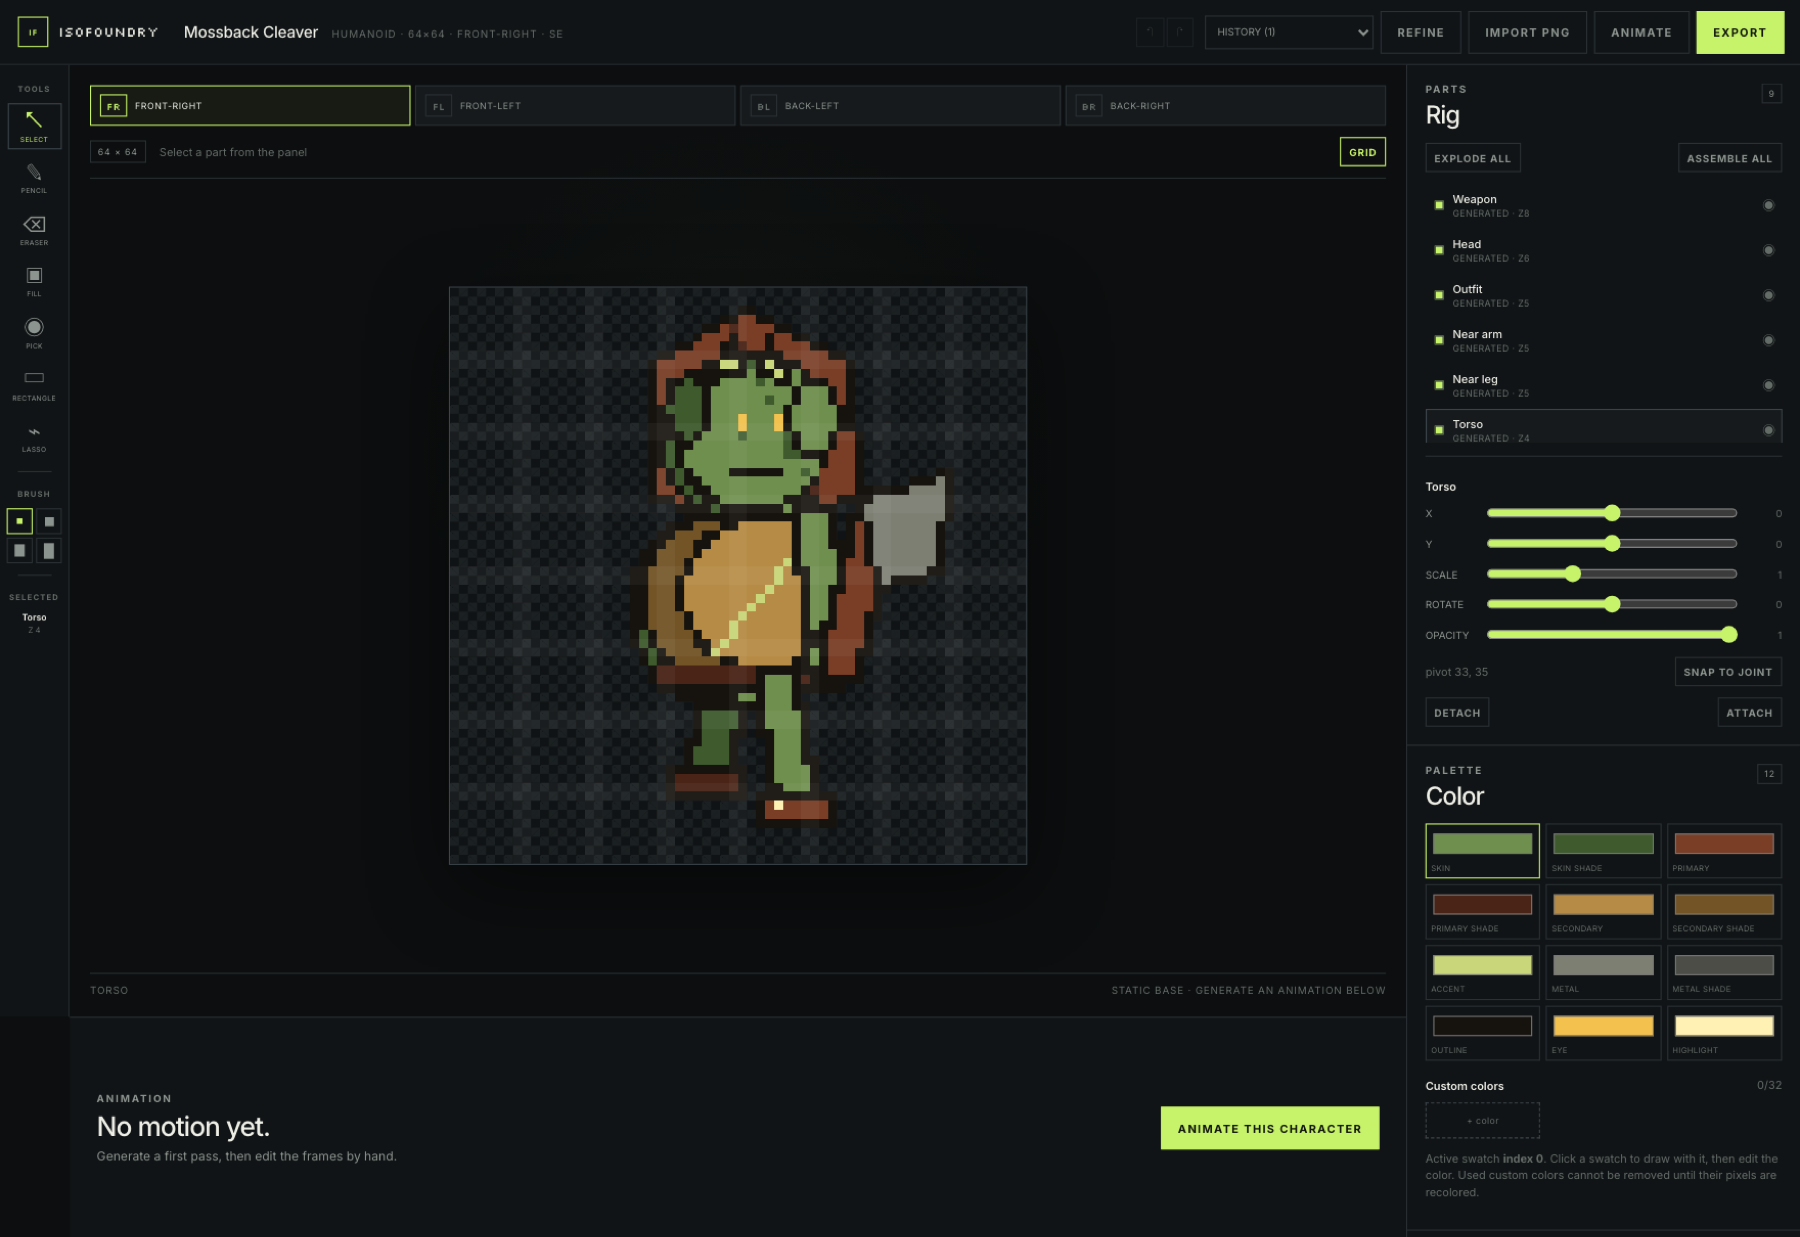 IF ISOFOUNDRY Mossback Cleaver HUMANOID · 64×64 · FRONT-RIGHT · SE HISTORY (1) REFINE IMPORT PNG ANIMATE EXPORT
TOOLS
SELECT
PENCIL
ERASER
FILL
PICK
RECTANGLE
LASSO
BRUSH
SELECTED
Torso
Z 4
FR FRONT-RIGHT FL FRONT-LEFT BL BACK-LEFT BR BACK-RIGHT
64 × 64 Select a part from the panel GRID
TORSO STATIC BASE · GENERATE AN ANIMATION BELOW
ANIMATION
No motion yet.
Generate a first pass, then edit the frames by hand.
ANIMATE THIS CHARACTER
PARTS 9
Rig
EXPLODE ALL ASSEMBLE ALL
Weapon
GENERATED · Z8
Head
GENERATED · Z6
Outfit
GENERATED · Z5
Near arm
GENERATED · Z5
Near leg
GENERATED · Z5
Torso
GENERATED · Z4
Torso
X 0
Y 0
SCALE 1
ROTATE 0
OPACITY 1
pivot 33, 35 SNAP TO JOINT
DETACH ATTACH
PALETTE 12
Color
SKIN SKIN SHADE PRIMARY
PRIMARY SHADE SECONDARY SECONDARY SHADE
ACCENT METAL METAL SHADE
OUTLINE EYE HIGHLIGHT
Custom colors 0/32
+ color
Active swatch index 0. Click a swatch to draw with it, then edit the
color. Used custom colors cannot be removed until their pixels are
recolored.